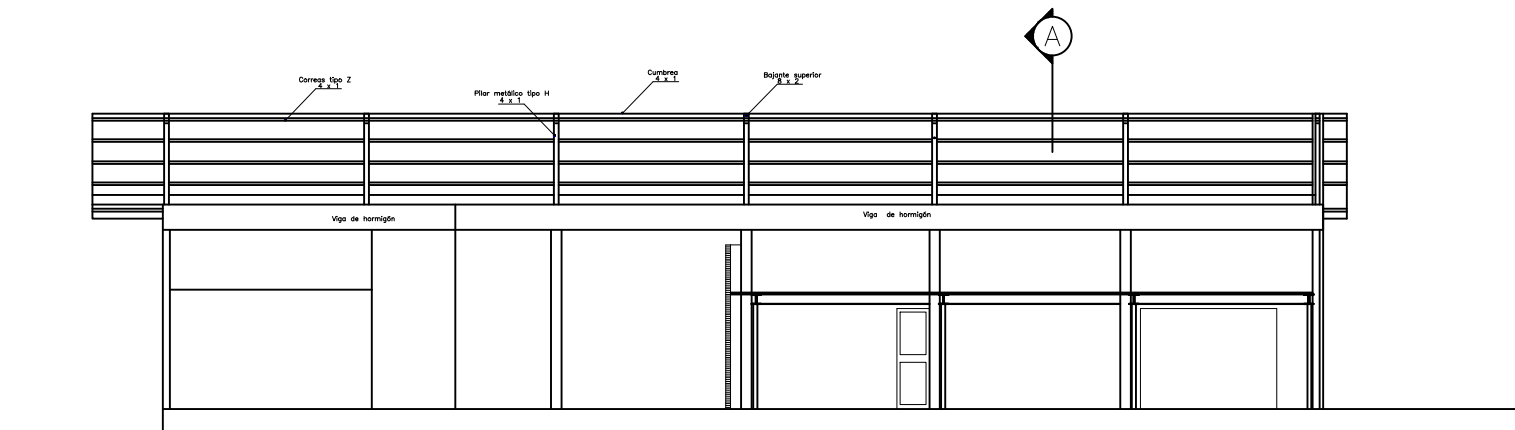 A
Correas tipo Z
4 x 1
Pilar metálico tipo H
4 x 1
Cumbrea
4 x 1
Bajante superior
8 x 2
Viga de hormigón
Viga de hormigón